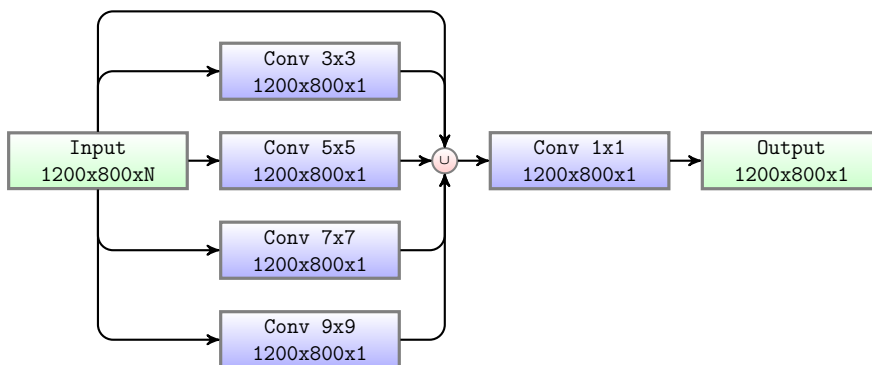 Conv 3x3
1200x800x1
Input
1200x800xN
Conv 5x5
1200x800x1
∪
Conv 1x1
1200x800x1
Output
1200x800x1
Conv 7x7
1200x800x1
Conv 9x9
1200x800x1